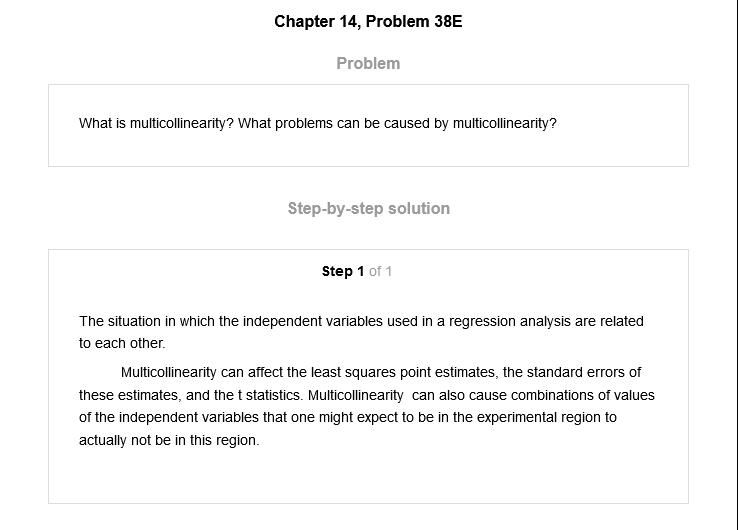 Chapter 14, Problem 38E
Problem
What is multicollinearity? What problems can be caused by multicollinearity?
Step-by-step solution
Step 1 of 1
The situation in which the independent variables used in a regression analysis are related
to each other.
Multicollinearity can affect the least squares point estimates, the standard errors of
these estimates, and the t statistics. Multicollinearity  can also cause combinations of values
of the independent variables that one might expect to be in the experimental region to
actually not be in this region.